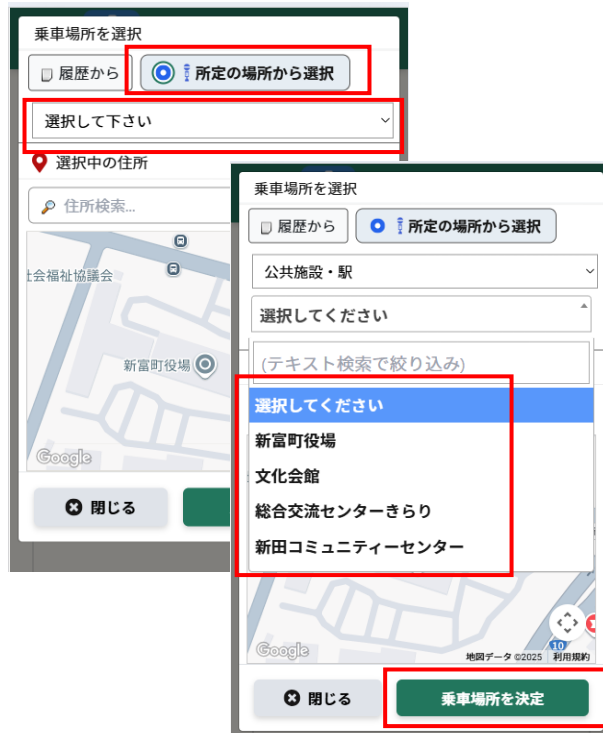 乗車場所を選択
履歴から
所定の場所から選択
選択して下さい
選択中の住所
住所検索...
社会福祉協議会
新富町役場
Google
閉じる
乗車場所を選択
履歴から
所定の場所から選択
公共施設・駅
選択してください
(テキスト検索で絞り込み)
選択してください
新富町役場
文化会館
総合交流センターきらり
新田コミュニティーセンター
Google
10
地図データ ©2025
利用規約
閉じる
乗車場所を決定